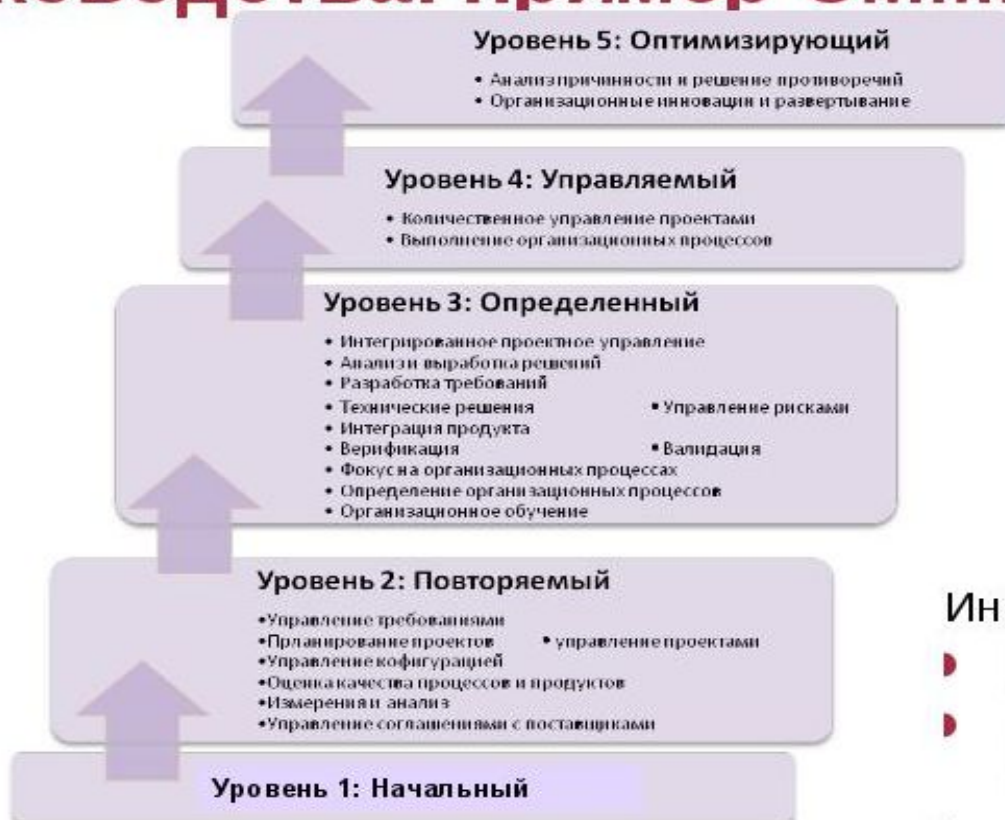 Уровень 5: Оптимизирующий
• Анализ причинности и решение противоречий
• Организационные инновации и развертывание
Уровень 4: Управляемый
• Количественное управление проектами
• Выполнение организационных процессов
Уровень 3: Определенный
• Интегрированное проектное управление
• Анализ и выработка решений
• Разработка требований
• Технические решения • Управление рисками
• Интеграция продукта
• Верификация • Валидация
• Фокус на организационных процессах
• Определение организационных процессов
• Организационное обучение
Уровень 2: Повторяемый
•Управление требованиями
•Прланирование проектов • управление проектами
•Управление кофигурацией
•Оценка качества процессов и продуктов
•Измерения и анализ
•Управление соглашениями с поставщиками
Ин
Уровень 1: Начальный